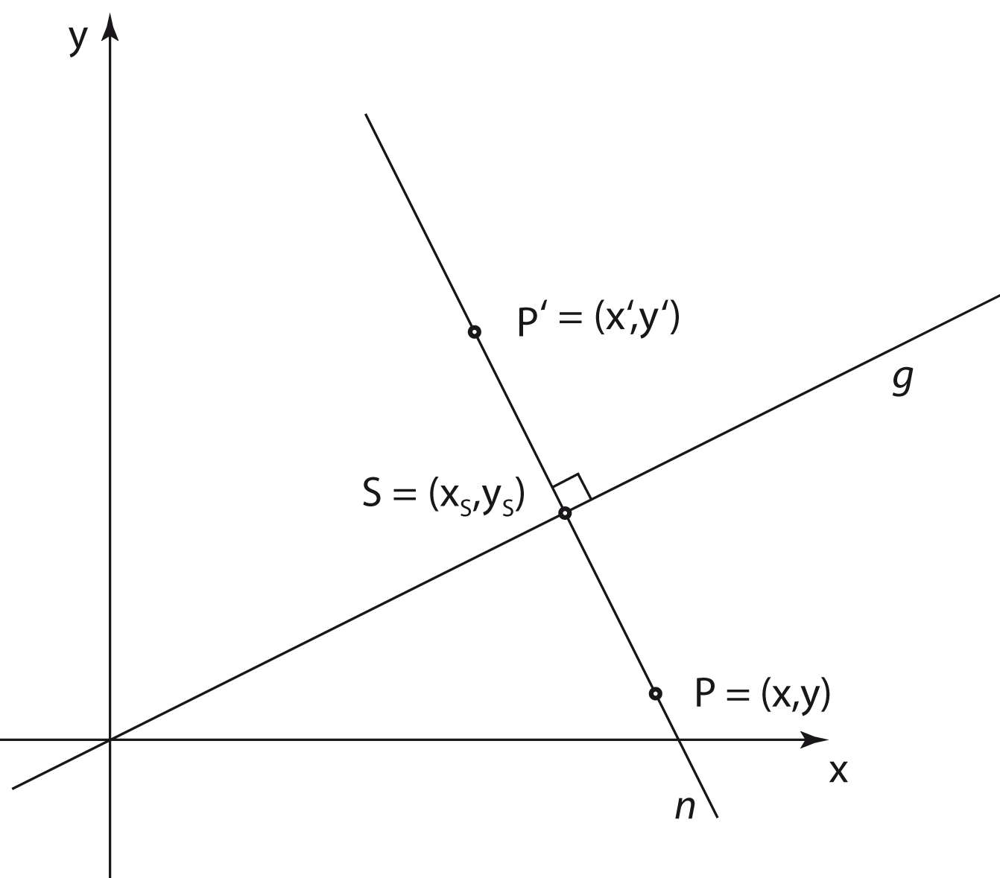 y
P‘ = (x‘,y‘)
g
S = (xS,yS)
P = (x,y)
x
n